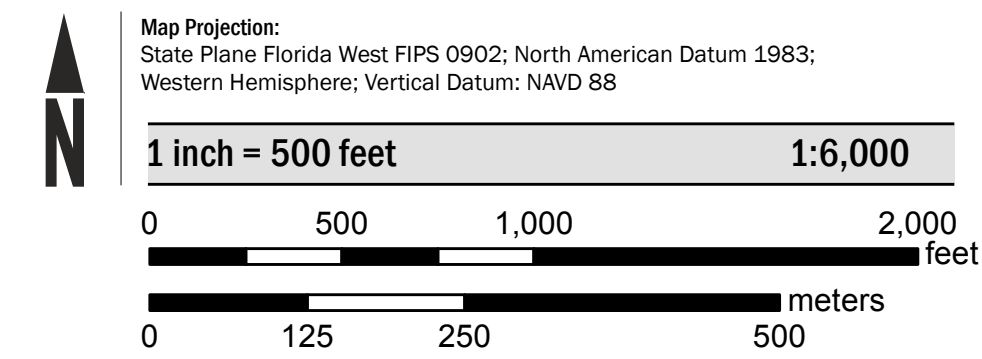 Map Projection:
State Plane Florida West FIPS 0902; North American Datum 1983;
Western Hemisphere; Vertical Datum: NAVD 88
N
1 inch = 500 feet 1:6,000
0 500 1,000 2,000
feet
meters
0 125 250 500